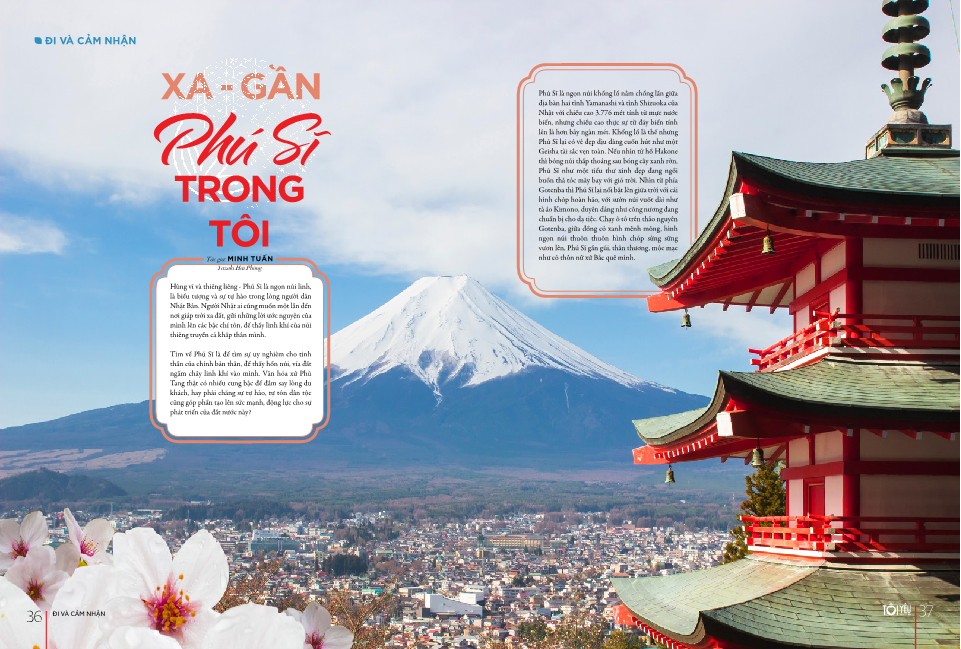 ĐI VÀ CẢM NHẬN
XA - GẦN
Phú Sĩ
TRONG
TÔI
Tác giả: MINH TUẤN
Hùng vĩ và thiêng liêng - Phú Sĩ là ngọn núi linh,
là biểu tượng và sự tự hào trong lòng người dân
Nhật Bản. Người Nhật ai cũng muốn một lần đến
nơi giáp trời xa đất, gửi những lời ước nguyện của
mình lên các bậc chí tôn, để thấy linh khí của núi
thiêng truyền cả khắp thân mình.
Tìm về Phú Sĩ là để tìm sự uy nghiêm cho tinh
thần của chính bản thân, để thấy hồn núi, vía đất
ngấm chảy linh khí vào mình. Văn hóa xứ Phù
Tang thật có nhiều cung bậc để đắm say lòng du
khách, hay phải chăng sự tự hào, tự tôn dân tộc
cũng góp phần tạo lên sức mạnh, động lực cho sự
phát triển của đất nước này?
Phú Sĩ là ngọn núi khổng lồ nằm chồng lấn giữa
địa bàn hai tỉnh Yamanashi và tỉnh Shizuoka của
Nhật với chiều cao 3.776 mét tính từ mực nước
biển, nhưng chiều cao thực sự từ đáy biển tính
lên là hơn bảy ngàn mét. Khổng lồ là thế nhưng
Phú Sĩ lại có vẻ đẹp dịu dàng cuốn hút như một
Geisha tài sắc vẹn toàn. Nếu nhìn từ hồ Hakone
thì bóng núi thấp thoáng sau bóng cây xanh rờn.
Phú Sĩ như một tiểu thư xinh đẹp đang ngồi
buồn thả tóc mây bay với gió trời. Nhìn từ phía
Gotenba thì Phú Sĩ lại nổi bật lên giữa trời với cái
hình chóp hoàn hảo, với sườn núi vuốt dài như
tà áo Kimono, duyên dáng như công nương đang
chuẩn bị cho dạ tiệc. Chạy ô tô trên thảo nguyên
Gotenba, giữa đồng cỏ xanh mênh mông, hình
ngọn núi thuôn thuôn hình chóp sừng sững
vươn lên, Phú Sĩ gần gũi, thân thương, mộc mạc
như cô thôn nữ xứ Bắc quê mình.
36
ĐI VÀ CẢM NHẬN
TÔI YÊU
37